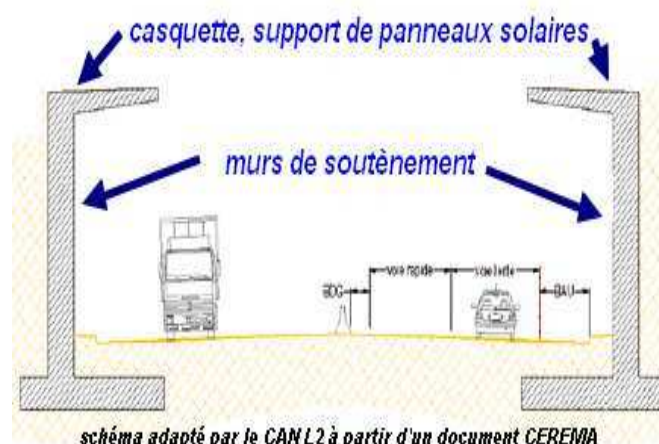 casquette, support de panneaux solaires
murs de soutènement
BDG
voie rapide
voie lente
BAU
schéma adapté par le CAN L2 à partir d'un document CEREMA